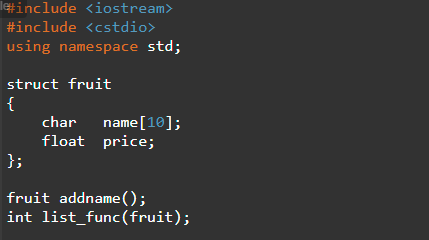 le
#include <iostream>
#include <cstdio>
using namespace std;
struct fruit
{
    char   name[10];
    float  price;
};
fruit addname();
int list_func(fruit);